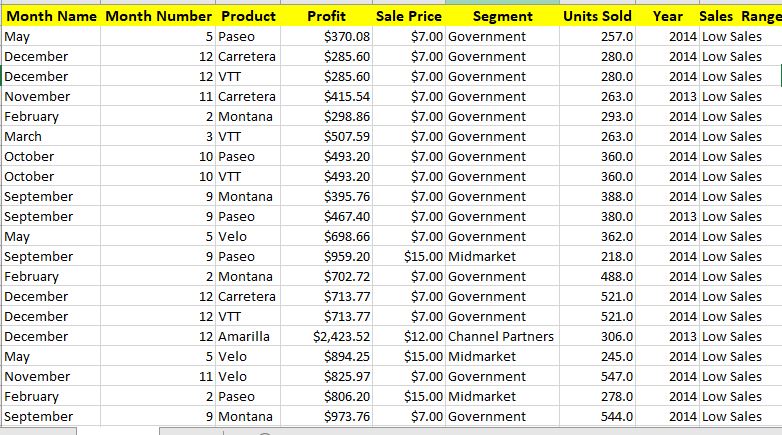 Month Name Month Number Product Profit Sale Price Segment Units Sold Year Sales Range
May 5 Paseo $370.08 $7.00 Government 257.0 2014 Low Sales
December 12 Carretera $285.60 $7.00 Government 280.0 2014 Low Sales
December 12 VTT $285.60 $7.00 Government 280.0 2014 Low Sales
November 11 Carretera $415.54 $7.00 Government 263.0 2013 Low Sales
February 2 Montana $298.86 $7.00 Government 293.0 2014 Low Sales
March 3 VTT $507.59 $7.00 Government 263.0 2014 Low Sales
October 10 Paseo $493.20 $7.00 Government 360.0 2014 Low Sales
October 10 VTT $493.20 $7.00 Government 360.0 2014 Low Sales
September 9 Montana $395.76 $7.00 Government 388.0 2014 Low Sales
September 9 Paseo $467.40 $7.00 Government 380.0 2013 Low Sales
May 5 Velo $698.66 $7.00 Government 362.0 2014 Low Sales
September 9 Paseo $959.20 $15.00 Midmarket 218.0 2014 Low Sales
February 2 Montana $702.72 $7.00 Government 488.0 2014 Low Sales
December 12 Carretera $713.77 $7.00 Government 521.0 2014 Low Sales
December 12 VTT $713.77 $7.00 Government 521.0 2014 Low Sales
December 12 Amarilla $2,423.52 $12.00 Channel Partners 306.0 2013 Low Sales
May 5 Velo $894.25 $15.00 Midmarket 245.0 2014 Low Sales
November 11 Velo $825.97 $7.00 Government 547.0 2014 Low Sales
February 2 Paseo $806.20 $15.00 Midmarket 278.0 2014 Low Sales
September 9 Montana $973.76 $7.00 Government 544.0 2014 Low Sales